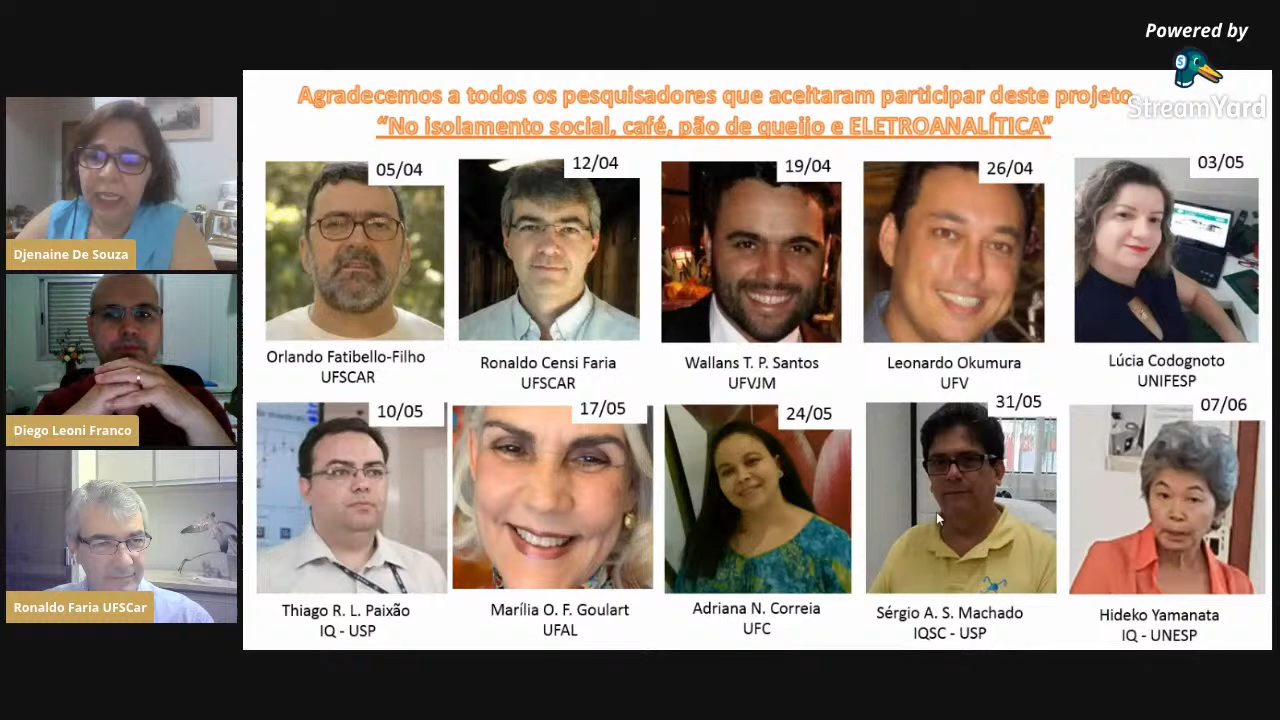 Powered by
StreamYard
Agradecemos a todos os pesquisadores que aceitaram participar deste projeto
“No isolamento social, café, pão de queijo e ELETROANALÍTICA”
05/04
12/04
19/04
26/04
03/05
Orlando Fatibello-Filho
UFSCAR
Ronaldo Censi Faria
UFSCAR
Wallans T. P. Santos
UFVJM
Leonardo Okumura
UFV
Lúcia Codognoto
UNIFESP
10/05
17/05
24/05
31/05
07/06
Thiago R. L. Paixão
IQ - USP
Marília O. F. Goulart
UFAL
Adriana N. Correia
UFC
Sérgio A. S. Machado
IQSC - USP
Hideko Yamanata
IQ - UNESP
Djenaine De Souza
Diego Leoni Franco
Ronaldo Faria UFSCar